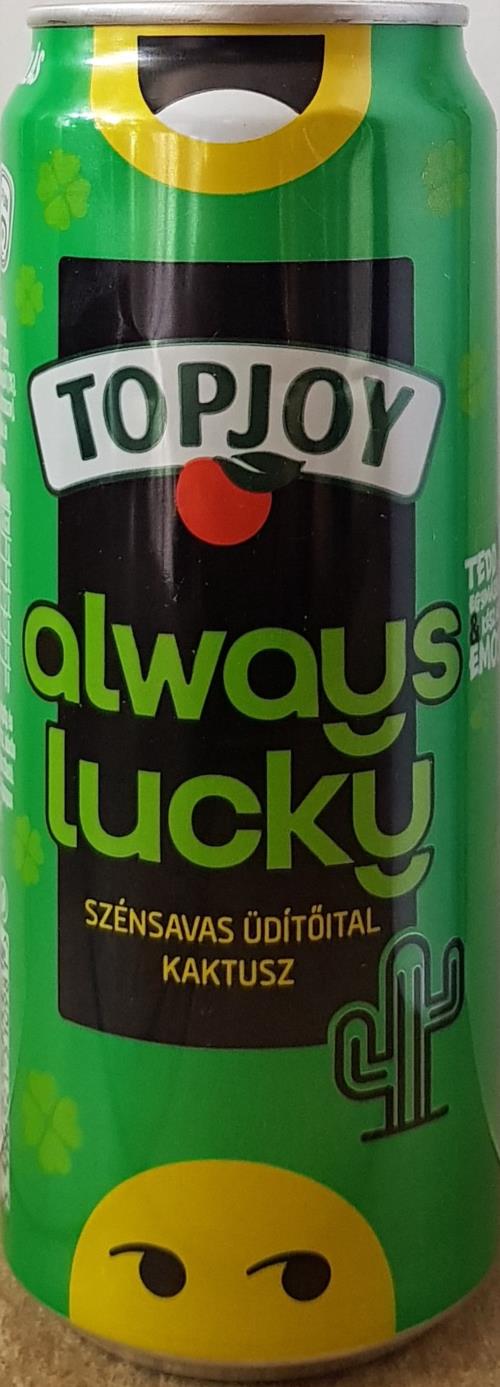 TOPJOY
always
lucky
SZÉNSAVAS ÜDÍTŐITAL
KAKTUSZ
&